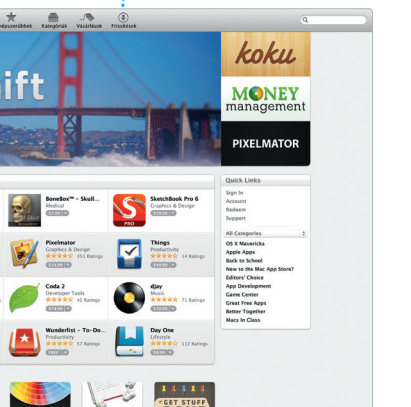 népszerűbbek Kategóriák Vásárlások Frissítések
ift
koku
MONEY
management
PIXELMATOR
Quick Links
Sign In
Account
Redeem
Support
All Categories
OS X Mavericks
Apple Apps
Back to School
New to the Mac App Store?
Editors' Choice
App Development
Game Center
Great Free Apps
Better Together
Macs In Class
BoneBox™ – Skull...
Medical
SketchBook Pro 6
Graphics & Design
PRO
Pixelmator
Graphics & Design
351 Ratings
Things
Productivity
14 Ratings
Coda 2
Developer Tools
42 Ratings
djay
Music
71 Ratings
Wunderlist – To-Do...
Productivity
57 Ratings
FREE
Day One
Lifestyle
112 Ratings
GET STUFF